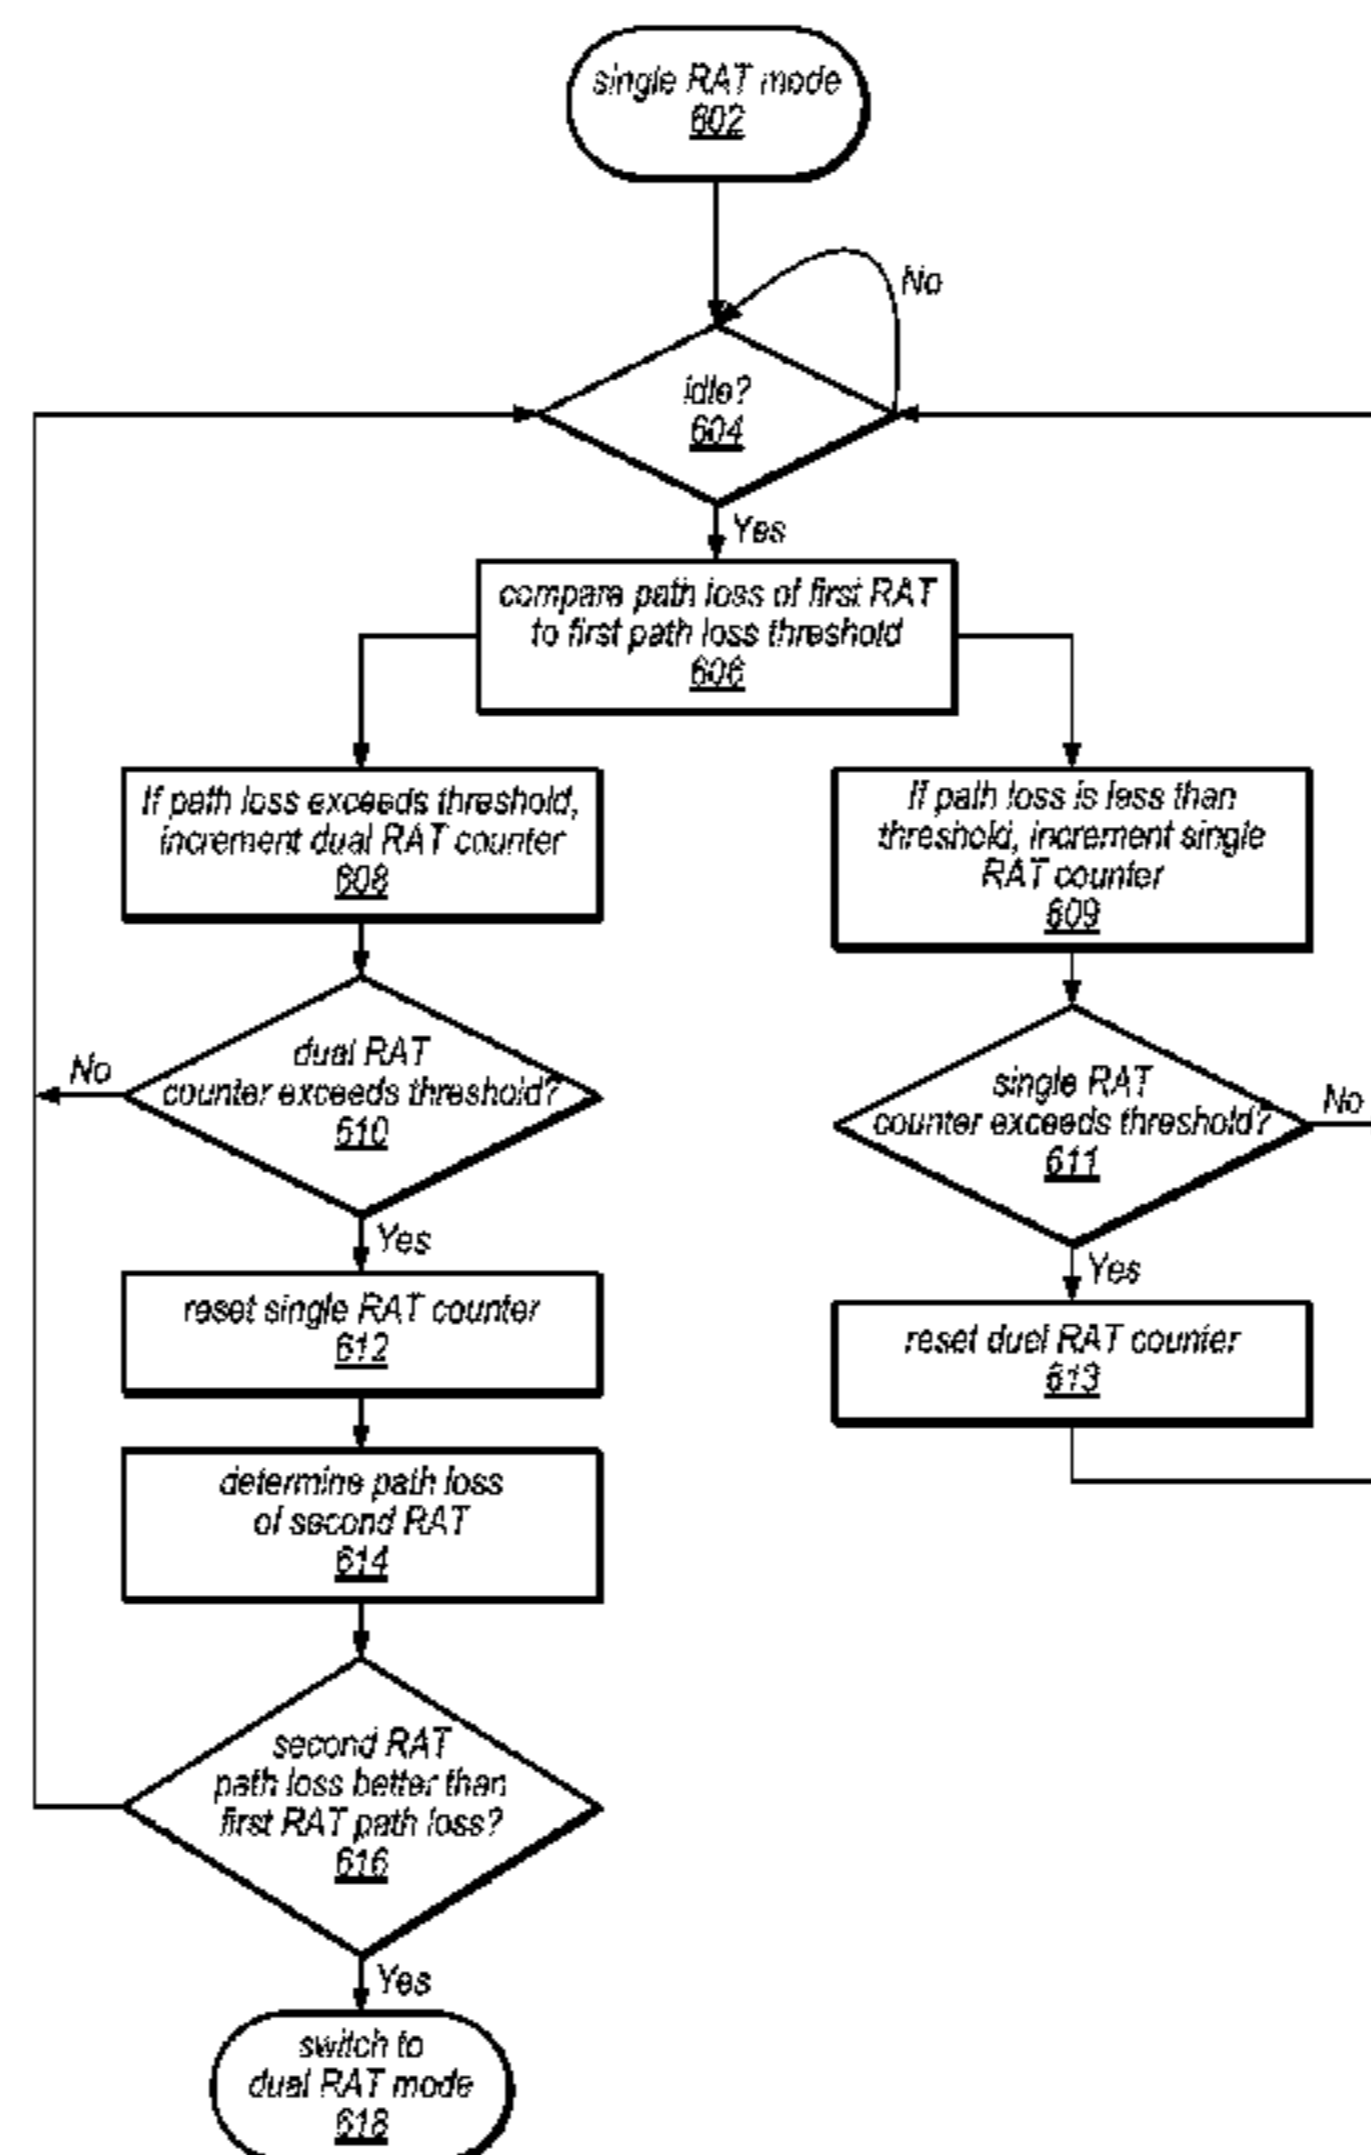 single RAT mode
602
No
idle?
604
Yes
compare path loss of first RAT
to first path loss threshold
606
If path loss exceeds threshold,
increment dual RAT counter
608
If path loss is less than
threshold, increment single
RAT counter
609
dual RAT
counter exceeds threshold?
610
No
single RAT
counter exceeds threshold?
611
No
Yes
Yes
reset single RAT counter
612
reset duel RAT counter
613
determine path loss
of second RAT
614
second RAT
path loss better than
first RAT path loss?
616
Yes
switch to
dual RAT mode
618